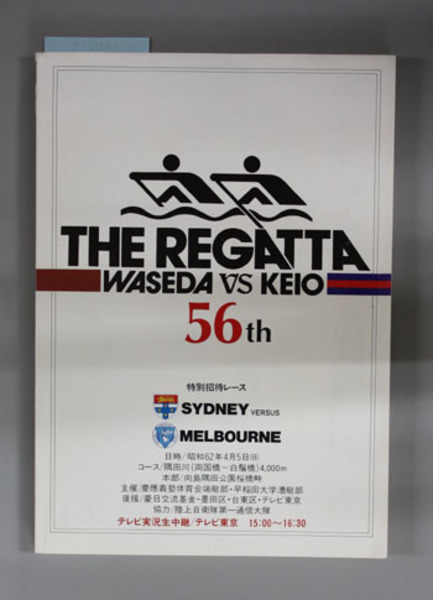 THE REGATTA
WASEDA VS KEIO
56th
特別招待レース
SYDNEY VERSUS
MELBOURNE
日時/昭和62年4月5日(日)
コース/隅田川(両国橋−白鬚橋)4,000m
本部/向島隅田公園桜橋畔
主催/慶應義塾体育会端艇部・早稲田大学漕艇部
後援/豪日交流基金・墨田区・台東区・テレビ東京
協力/陸上自衛隊第一通信大隊
テレビ実況生中継/テレビ東京 15:00〜16:30